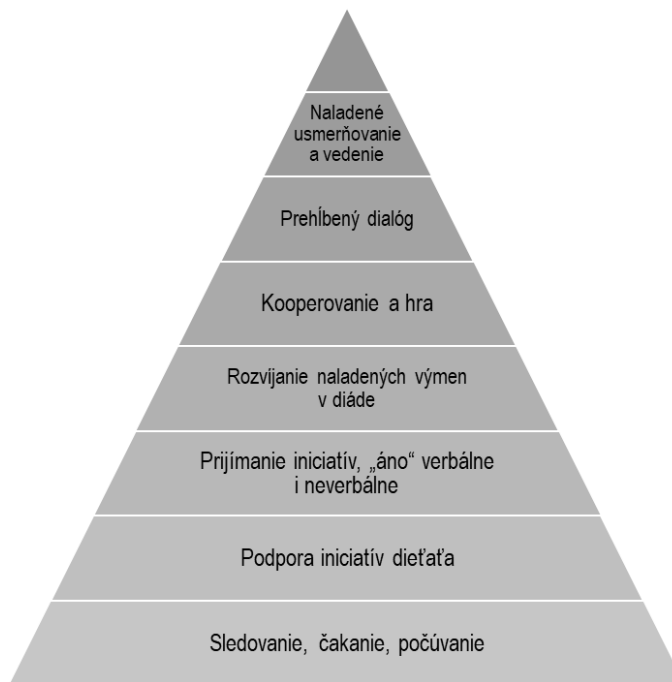 Naladené
usmerňovanie
a vedenie
Prehĺbený dialóg
Kooperovanie a hra
Rozvíjanie naladených výmen
v diáde
Prijímanie iniciatív, „áno“ verbálne
i neverbálne
Podpora iniciatív dieťaťa
Sledovanie, čakanie, počúvanie